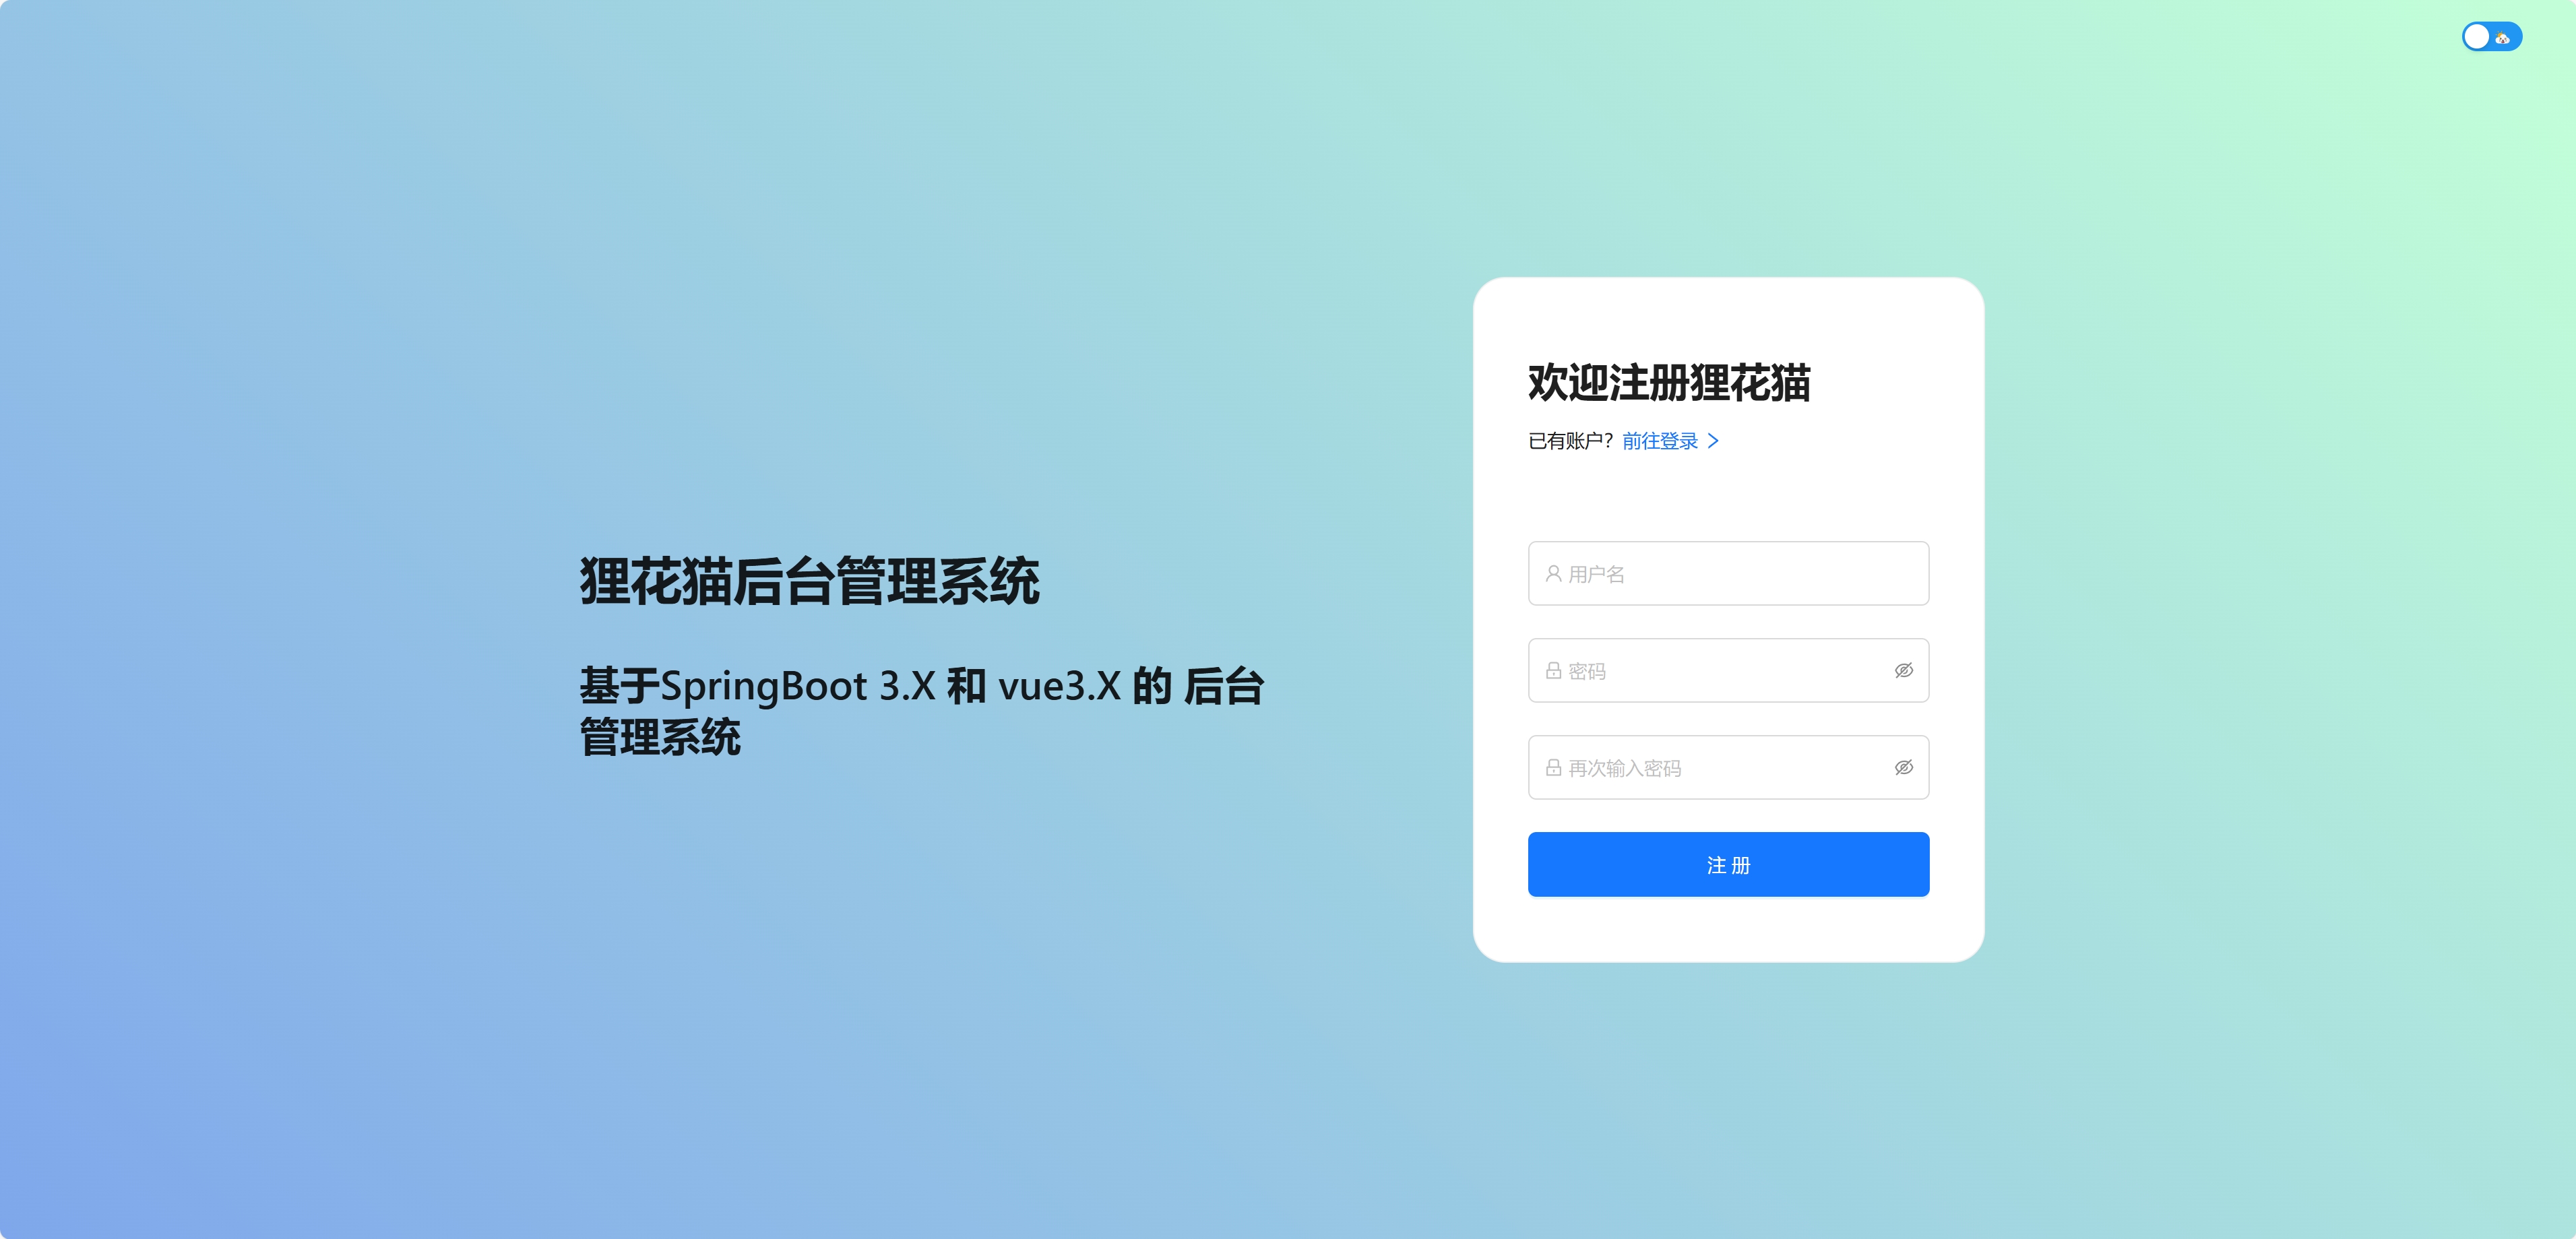 狸花猫后台管理系统
基于SpringBoot 3.X 和 vue3.X 的 后台
管理系统
欢迎注册狸花猫
已有账户？前往登录
用户名
密码
再次输入密码
注 册